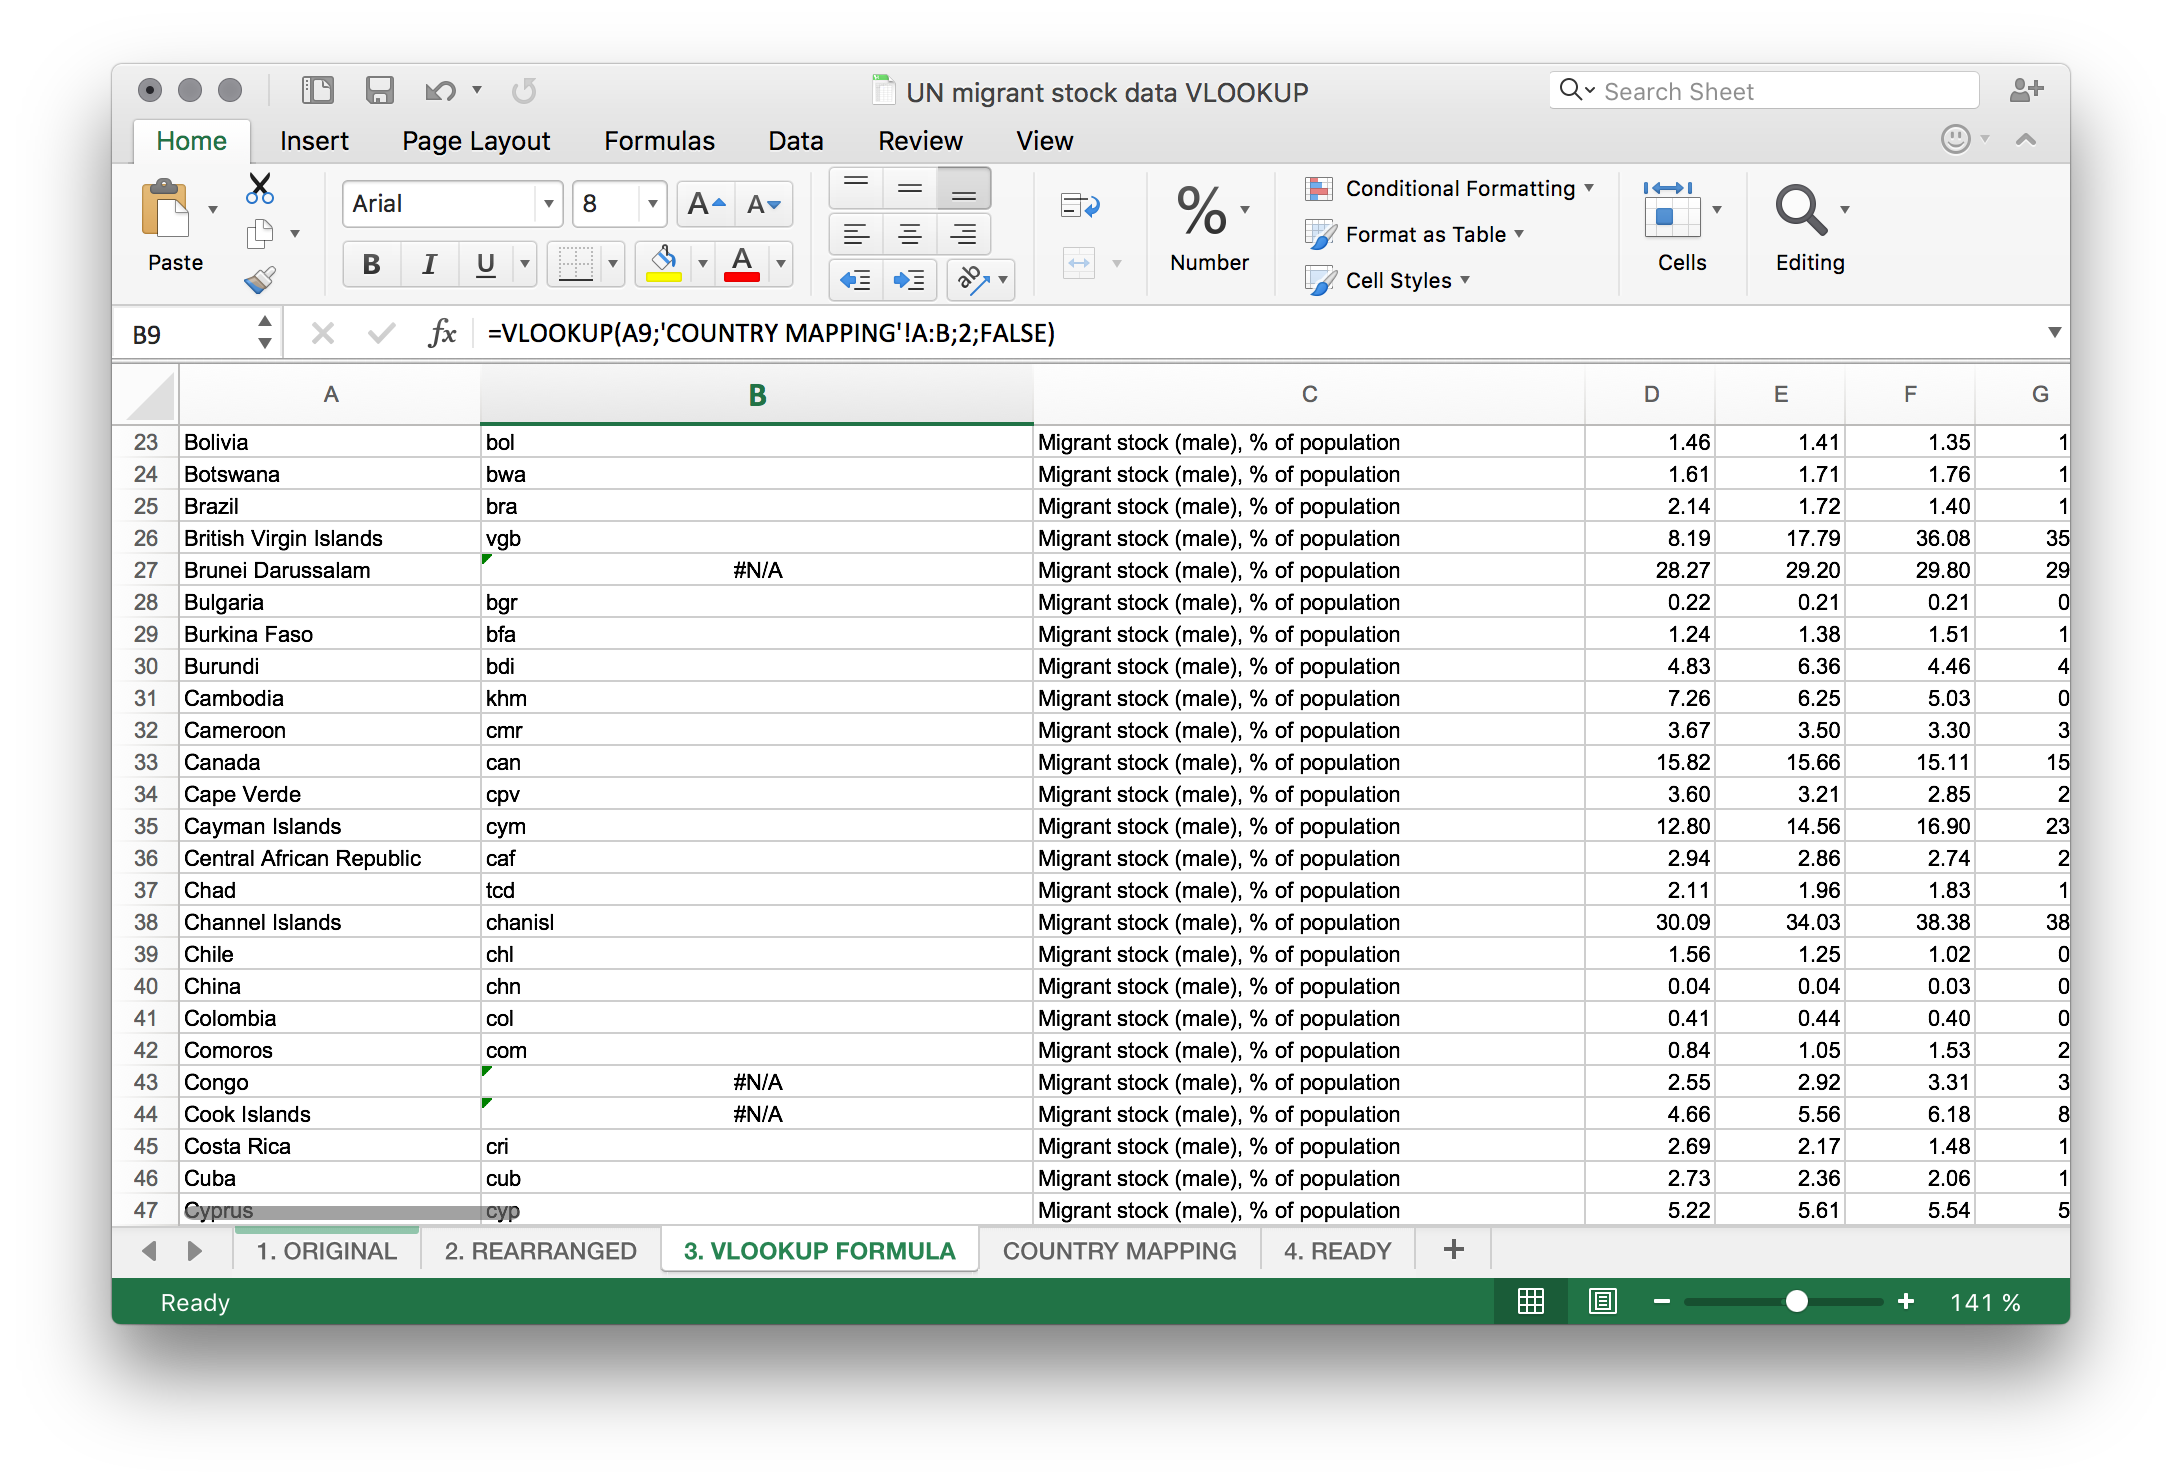 UN migrant stock data VLOOKUP
Search Sheet
Home Insert Page Layout Formulas Data Review View
Paste
Arial 8 A A
B I U A
ab
% Number
Conditional Formatting
Format as Table
Cell Styles
Cells
Editing
B9 fx =VLOOKUP(A9;'COUNTRY MAPPING'!A:B;2;FALSE)
A B C D E F G
23 Bolivia bol Migrant stock (male), % of population 1.46 1.41 1.35 1
24 Botswana bwa Migrant stock (male), % of population 1.61 1.71 1.76 1
25 Brazil bra Migrant stock (male), % of population 2.14 1.72 1.40 1
26 British Virgin Islands vgb Migrant stock (male), % of population 8.19 17.79 36.08 35
27 Brunei Darussalam #N/A Migrant stock (male), % of population 28.27 29.20 29.80 29
28 Bulgaria bgr Migrant stock (male), % of population 0.22 0.21 0.21 0
29 Burkina Faso bfa Migrant stock (male), % of population 1.24 1.38 1.51 1
30 Burundi bdi Migrant stock (male), % of population 4.83 6.36 4.46 4
31 Cambodia khm Migrant stock (male), % of population 7.26 6.25 5.03 0
32 Cameroon cmr Migrant stock (male), % of population 3.67 3.50 3.30 3
33 Canada can Migrant stock (male), % of population 15.82 15.66 15.11 15
34 Cape Verde cpv Migrant stock (male), % of population 3.60 3.21 2.85 2
35 Cayman Islands cym Migrant stock (male), % of population 12.80 14.56 16.90 23
36 Central African Republic caf Migrant stock (male), % of population 2.94 2.86 2.74 2
37 Chad tcd Migrant stock (male), % of population 2.11 1.96 1.83 1
38 Channel Islands chanisl Migrant stock (male), % of population 30.09 34.03 38.38 38
39 Chile chl Migrant stock (male), % of population 1.56 1.25 1.02 0
40 China chn Migrant stock (male), % of population 0.04 0.04 0.03 0
41 Colombia col Migrant stock (male), % of population 0.41 0.44 0.40 0
42 Comoros com Migrant stock (male), % of population 0.84 1.05 1.53 2
43 Congo #N/A Migrant stock (male), % of population 2.55 2.92 3.31 3
44 Cook Islands #N/A Migrant stock (male), % of population 4.66 5.56 6.18 8
45 Costa Rica cri Migrant stock (male), % of population 2.69 2.17 1.48 1
46 Cuba cub Migrant stock (male), % of population 2.73 2.36 2.06 1
47 Cyprus cyp Migrant stock (male), % of population 5.22 5.61 5.54 5
1. ORIGINAL 2. REARRANGED 3. VLOOKUP FORMULA COUNTRY MAPPING 4. READY +
Ready 141 %